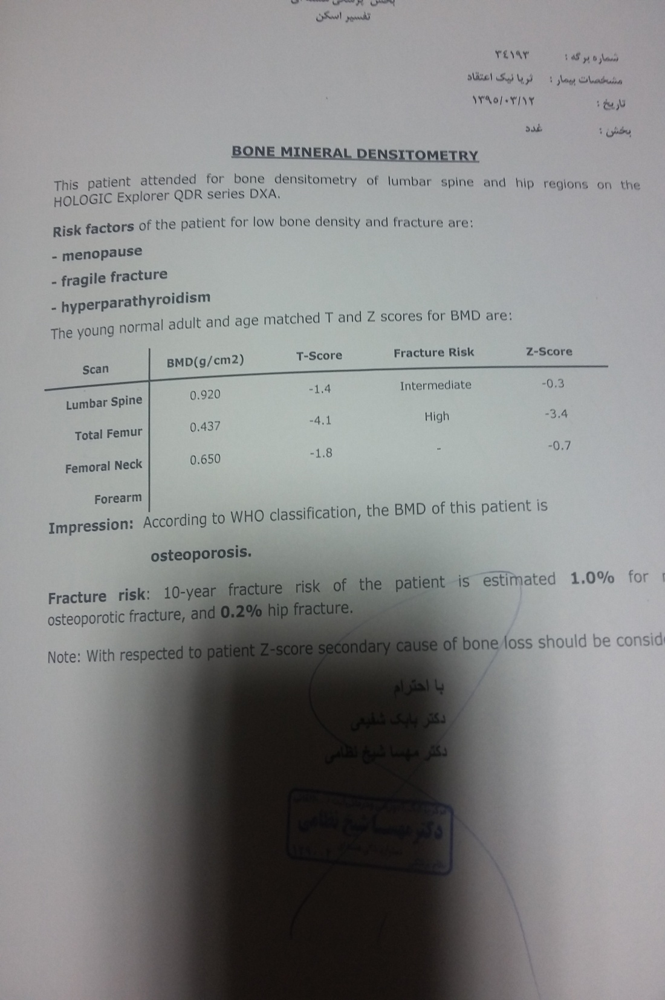 تفسیر اسکن
شماره برگه : ٣٤١٩٣
مشخصات بیمار : ثریا نیک اعتقاد
تاریخ : ١٣٩٥/٠٣/١٢
بخش : غدد
BONE MINERAL DENSITOMETRY
This patient attended for bone densitometry of lumbar spine and hip regions on the
HOLOGIC Explorer QDR series DXA.
Risk factors of the patient for low bone density and fracture are:
- menopause
- fragile fracture
- hyperparathyroidism
The young normal adult and age matched T and Z scores for BMD are:
Scan BMD(g/cm2) T-Score Fracture Risk Z-Score
Lumbar Spine 0.920 -1.4 Intermediate -0.3
Total Femur 0.437 -4.1 High -3.4
Femoral Neck 0.650 -1.8 - -0.7
Forearm
Impression: According to WHO classification, the BMD of this patient is
osteoporosis.
Fracture risk: 10-year fracture risk of the patient is estimated 1.0% for
osteoporotic fracture, and 0.2% hip fracture.
Note: With respected to patient Z-score secondary cause of bone loss should be
با احترام
دکتر بابک شفیعی
دکتر مهسا شیخ نظامی
دکتر مهسا شیخ نظامی